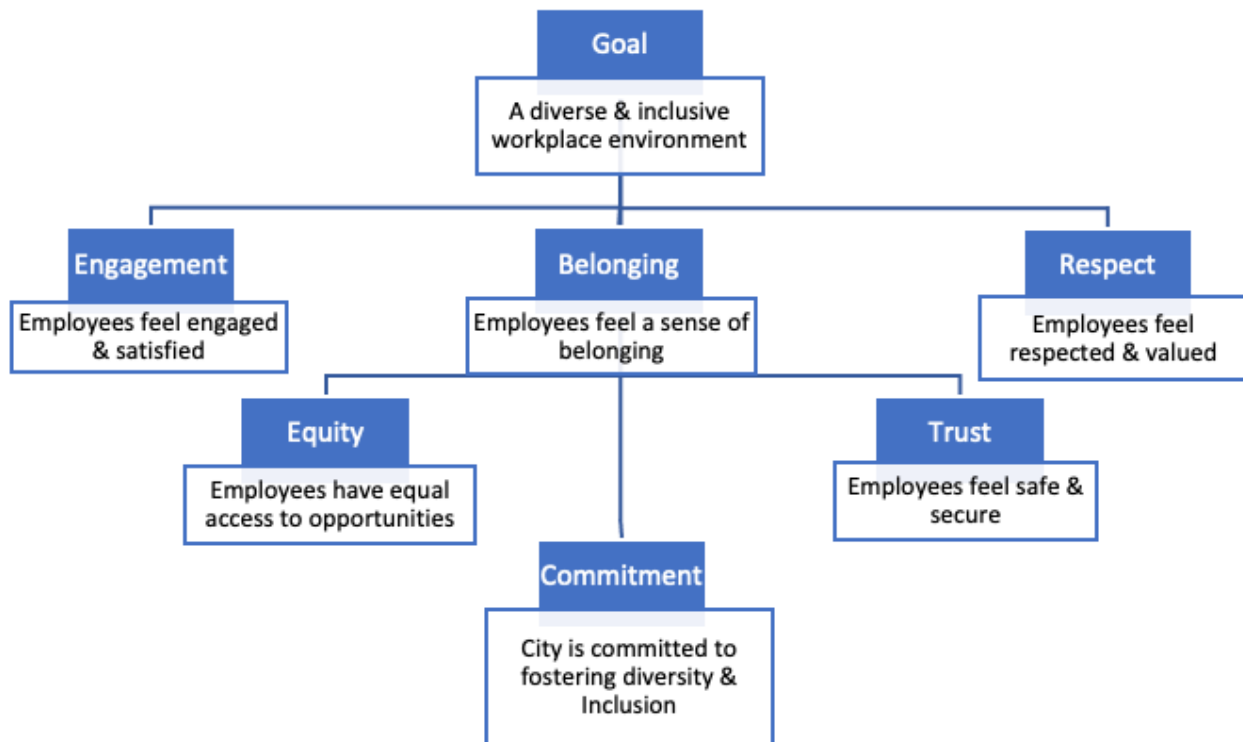 Goal
A diverse & inclusive
workplace environment
Engagement
Employees feel engaged
& satisfied
Belonging
Employees feel a sense of
belonging
Respect
Employees feel
respected & valued
Equity
Employees have equal
access to opportunities
Trust
Employees feel safe &
secure
Commitment
City is committed to
fostering diversity &
Inclusion